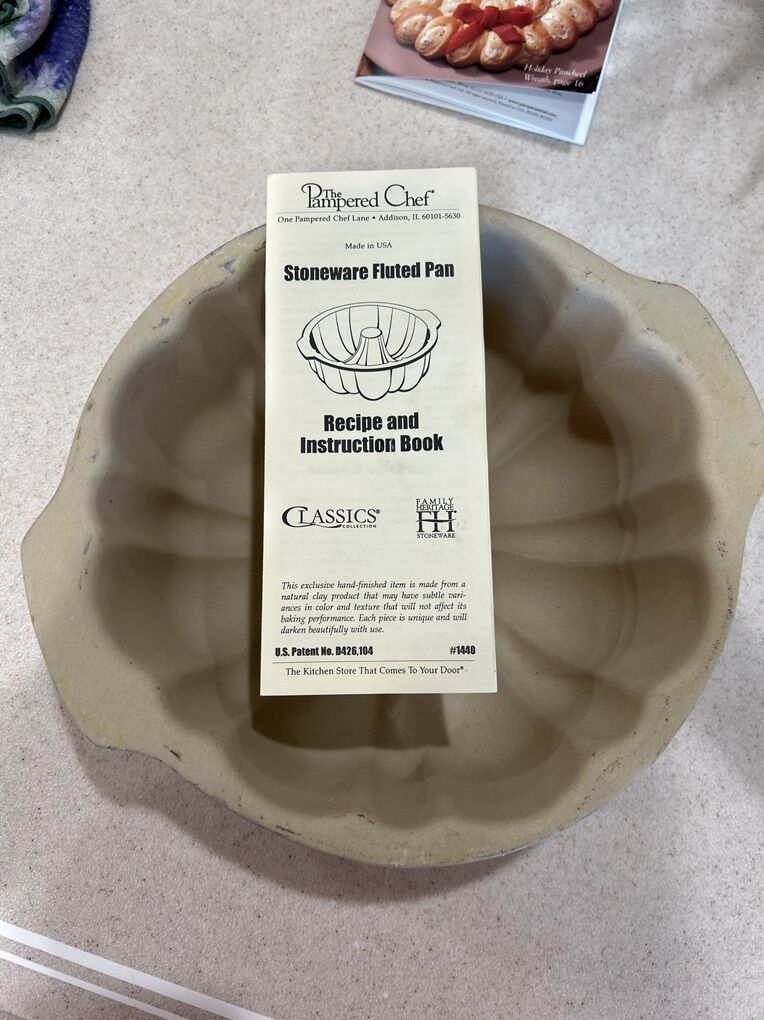 Holiday Pinwheel
Wreath, page 16
The
Pampered Chef®
One Pampered Chef Lane • Addison, IL 60101-5630
Made in USA
Stoneware Fluted Pan
Recipe and
Instruction Book
CLASSICS®
COLLECTION
FAMILY
HERITAGE
FH
STONEWARE
This exclusive hand-finished item is made from a
natural clay product that may have subtle vari-
ances in color and texture that will not affect its
baking performance. Each piece is unique and will
darken beautifully with use.
U.S. Patent No. D426,104 #1440
The Kitchen Store That Comes To Your Door®